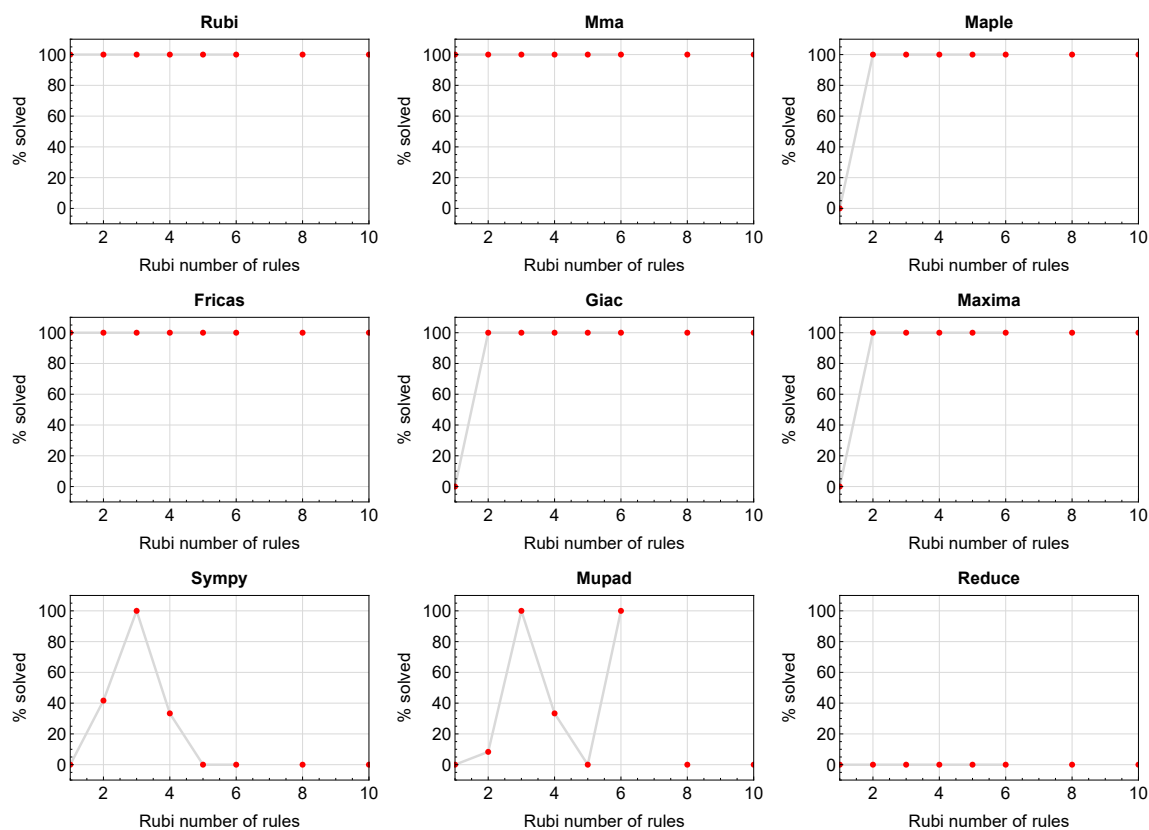 Rubi Mma Maple
% solved 100 80 60 40 20 0 % solved 100 80 60 40 20 0 % solved 100 80 60 40 20 0
2 4 6 8 10 2 4 6 8 10 2 4 6 8 10
Rubi number of rules Rubi number of rules Rubi number of rules
Fricas Giac Maxima
% solved 100 80 60 40 20 0 % solved 100 80 60 40 20 0 % solved 100 80 60 40 20 0
2 4 6 8 10 2 4 6 8 10 2 4 6 8 10
Rubi number of rules Rubi number of rules Rubi number of rules
Sympy Mupad Reduce
% solved 100 80 60 40 20 0 % solved 100 80 60 40 20 0 % solved 100 80 60 40 20 0
2 4 6 8 10 2 4 6 8 10 2 4 6 8 10
Rubi number of rules Rubi number of rules Rubi number of rules